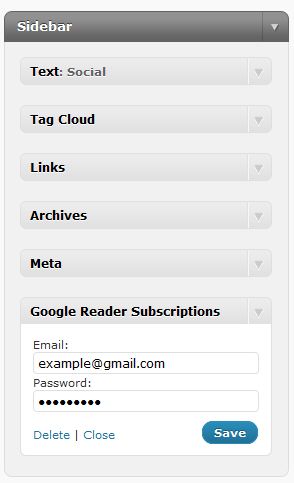 Sidebar
Text: Social
Tag Cloud
Links
Archives
Meta
Google Reader Subscriptions
Email:
example@gmail.com
Password:
●●●●●●●●●
Delete | Close
Save